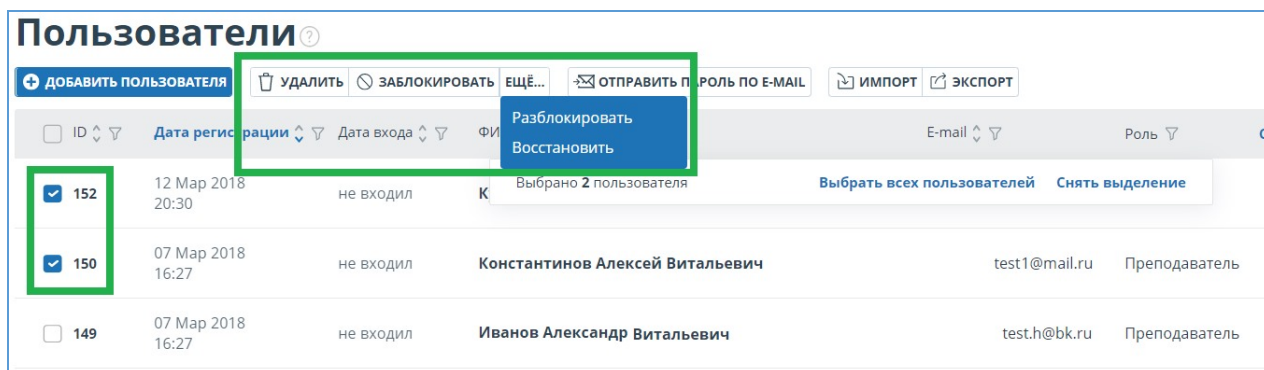 Пользователи ?
ДОБАВИТЬ ПОЛЬЗОВАТЕЛЯ УДАЛИТЬ ЗАБЛОКИРОВАТЬ ЕЩЁ... ОТПРАВИТЬ ПАРОЛЬ ПО E-MAIL ИМПОРТ ЭКСПОРТ
Разблокировать
Восстановить
ID Дата регистрации Дата входа E-mail Роль
Выбрано 2 пользователя Выбрать всех пользователей Снять выделение
152 12 Мар 2018 20:30 не входил К
150 07 Мар 2018 16:27 не входил Константинов Алексей Витальевич test1@mail.ru Преподаватель
149 07 Мар 2018 16:27 не входил Иванов Александр Витальевич test.h@bk.ru Преподаватель